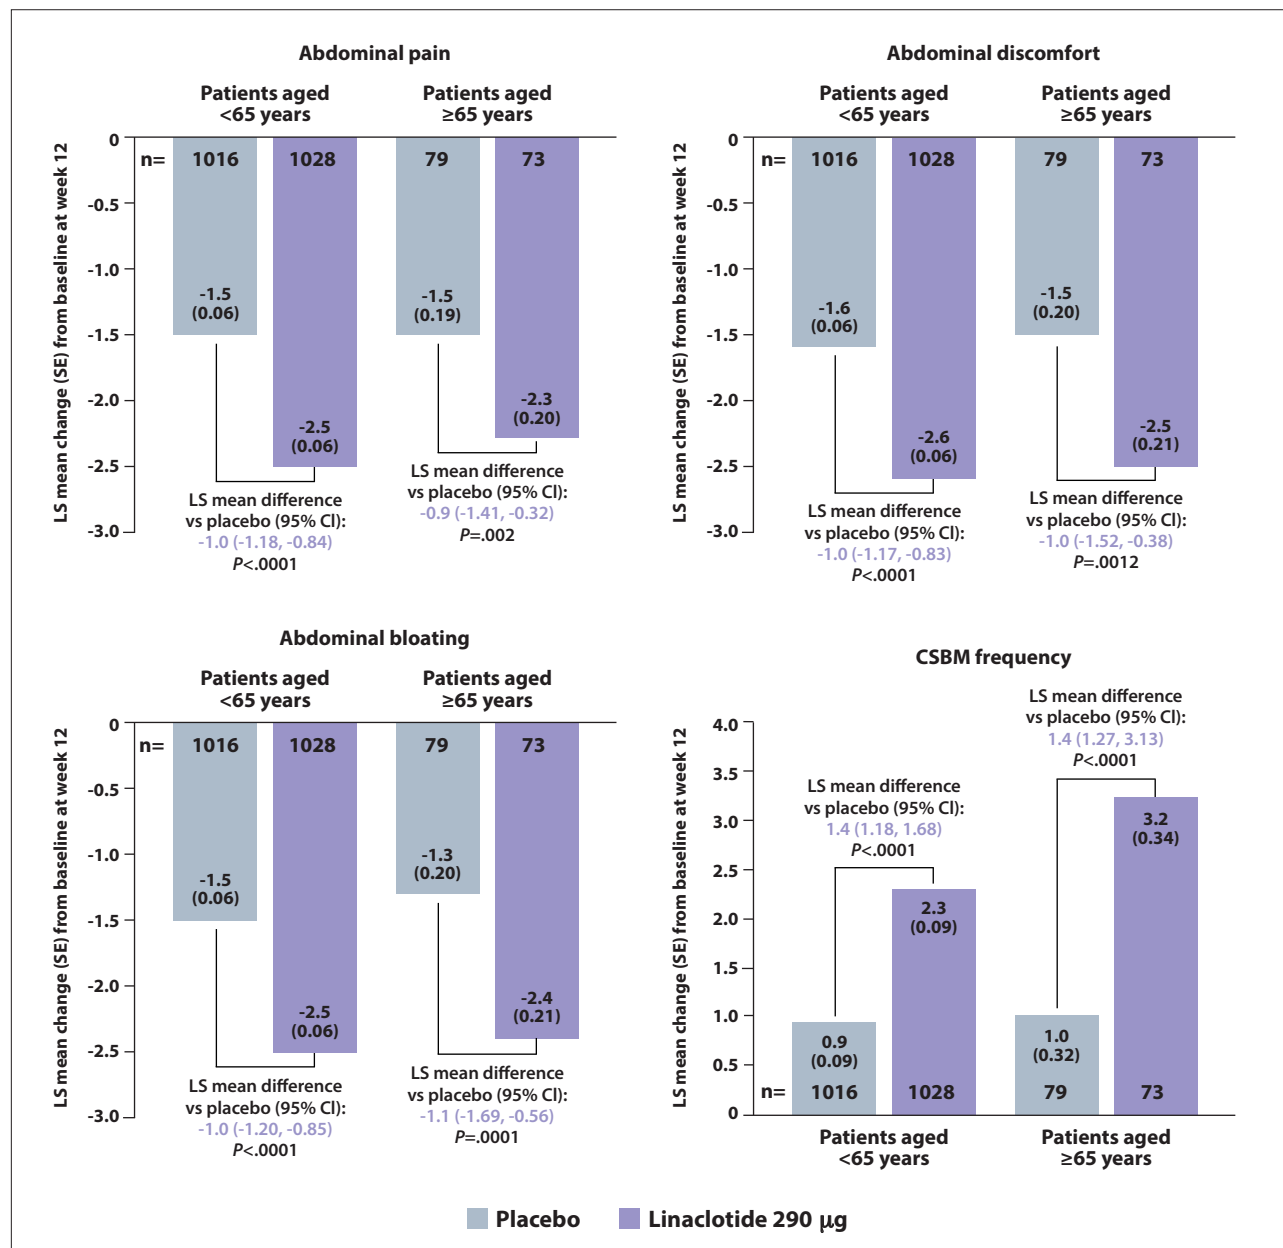 Abdominal pain
Patients aged
<65 years
Patients aged
≥65 years
LS mean change (SE) from baseline at week 12
0
-0.5
-1.0
-1.5
-2.0
-2.5
-3.0
n= 1016 1028 79 73
-1.5
(0.06)
-2.5
(0.06)
-1.5
(0.19)
-2.3
(0.20)
LS mean difference
vs placebo (95% CI):
-1.0 (-1.18, -0.84)
P<.0001
LS mean difference
vs placebo (95% CI):
-0.9 (-1.41, -0.32)
P=.002
Abdominal discomfort
Patients aged
<65 years
Patients aged
≥65 years
LS mean change (SE) from baseline at week 12
0
-0.5
-1.0
-1.5
-2.0
-2.5
-3.0
n= 1016 1028 79 73
-1.6
(0.06)
-2.6
(0.06)
-1.5
(0.20)
-2.5
(0.21)
LS mean difference
vs placebo (95% CI):
-1.0 (-1.17, -0.83)
P<.0001
LS mean difference
vs placebo (95% CI):
-1.0 (-1.52, -0.38)
P=.0012
Abdominal bloating
Patients aged
<65 years
Patients aged
≥65 years
LS mean change (SE) from baseline at week 12
0
-0.5
-1.0
-1.5
-2.0
-2.5
-3.0
n= 1016 1028 79 73
-1.5
(0.06)
-2.5
(0.06)
-1.3
(0.20)
-2.4
(0.21)
LS mean difference
vs placebo (95% CI):
-1.0 (-1.20, -0.85)
P<.0001
LS mean difference
vs placebo (95% CI):
-1.1 (-1.69, -0.56)
P=.0001
CSBM frequency
LS mean change (SE) from baseline at week 12
4.0
3.5
3.0
2.5
2.0
1.5
1.0
0.5
0
LS mean difference
vs placebo (95% CI):
1.4 (1.18, 1.68)
P<.0001
LS mean difference
vs placebo (95% CI):
1.4 (1.27, 3.13)
P<.0001
0.9
(0.09)
2.3
(0.09)
1.0
(0.32)
3.2
(0.34)
n= 1016 1028 79 73
Patients aged
<65 years
Patients aged
≥65 years
Placebo
Linaclotide 290 μg